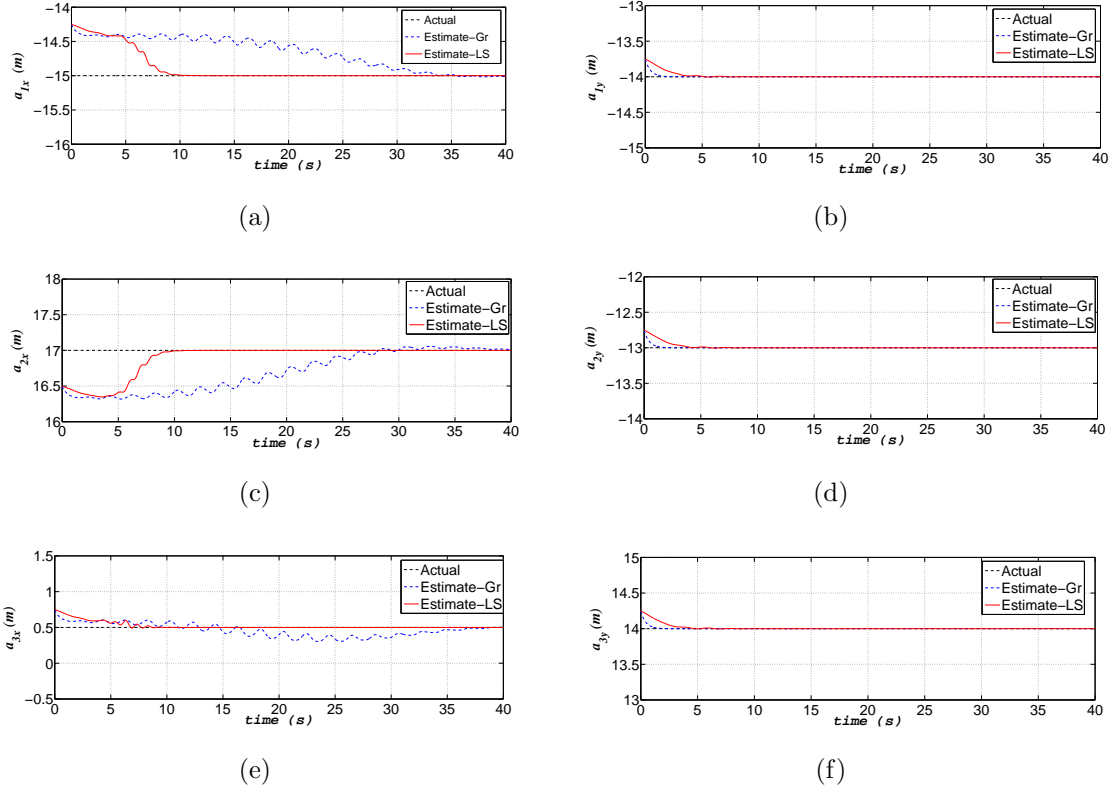 −14
−14.5
−15
−15.5
−16
a1x (m)
0 5 10 15 20 25 30 35 40
time (s)
Actual
Estimate−Gr
Estimate−LS
(a)
−13
−13.5
−14
−14.5
−15
a1y (m)
0 5 10 15 20 25 30 35 40
time (s)
Actual
Estimate−Gr
Estimate−LS
(b)
18
17.5
17
16.5
16
a2x (m)
0 5 10 15 20 25 30 35 40
time (s)
Actual
Estimate−Gr
Estimate−LS
(c)
−12
−12.5
−13
−13.5
−14
a2y (m)
0 5 10 15 20 25 30 35 40
time (s)
Actual
Estimate−Gr
Estimate−LS
(d)
1.5
1
0.5
0
−0.5
a3x (m)
0 5 10 15 20 25 30 35 40
time (s)
Actual
Estimate−Gr
Estimate−LS
(e)
15
14.5
14
13.5
13
a3y (m)
0 5 10 15 20 25 30 35 40
time (s)
Actual
Estimate−Gr
Estimate−LS
(f)